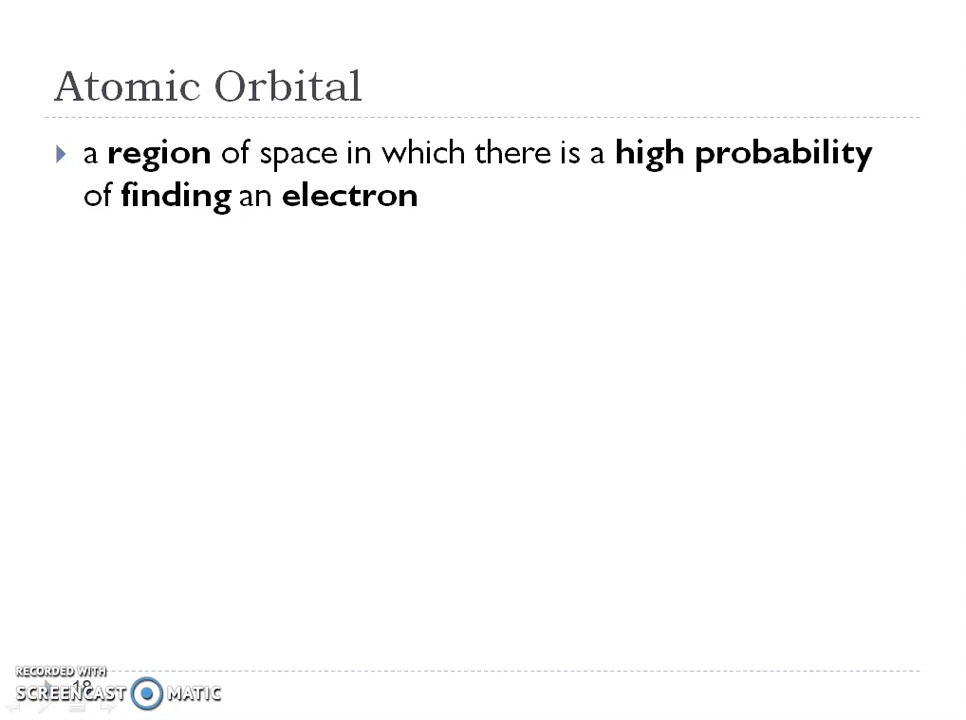 Atomic Orbital
a region of space in which there is a high probability
of finding an electron
RECORDED WITH
18
SCREENCAST MATIC